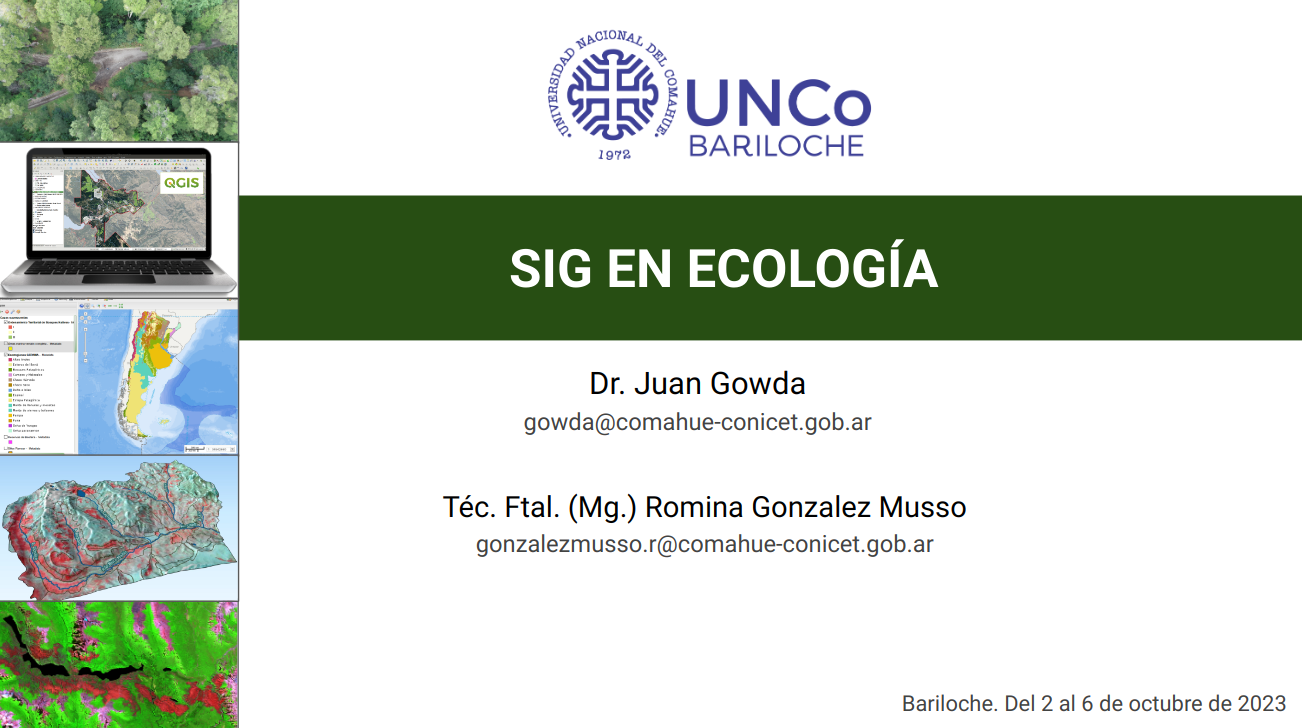 UNIVERSIDAD NACIONAL DEL COMAHUE
1972
UNCo
BARILOCHE
QGIS
SIG EN ECOLOGÍA
Dr. Juan Gowda
gowda@comahue-conicet.gob.ar
Téc. Ftal. (Mg.) Romina Gonzalez Musso
gonzalezmusso.r@comahue-conicet.gob.ar
Bariloche. Del 2 al 6 de octubre de 2023